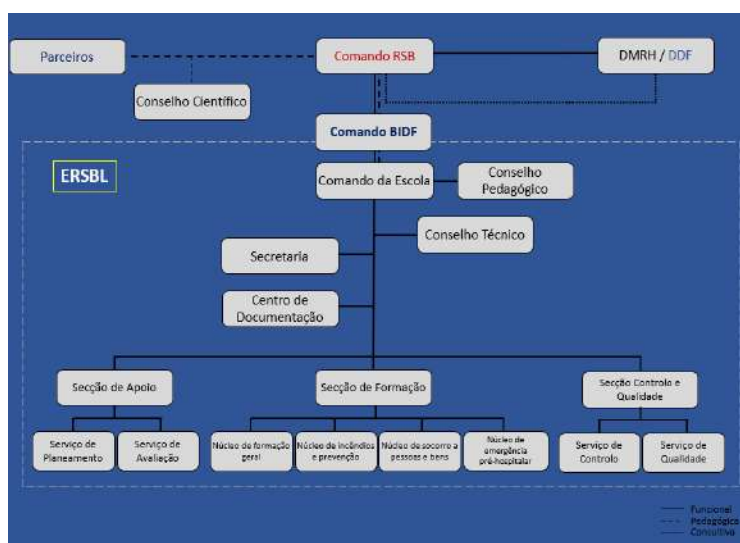 Parceiros
Comando RSB
DMRH / DDF
Conselho Científico
Comando BIDF
ERSBL
Comando da Escola
Conselho
Pedagógico
Conselho Técnico
Secretaria
Centro de
Documentação
Secção de Apoio
Secção de Formação
Secção Controlo e
Qualidade
Serviço de
Planeamento
Serviço de
Avaliação
Núcleo de formação
geral
Núcleo de incêndios
e prevenção
Núcleo de socorro a
pessoas e bens
Núcleo de
emergência
pré-hospitalar
Serviço de
Controlo
Serviço de
Qualidade
Funcional
Pedagógica
Consultiva